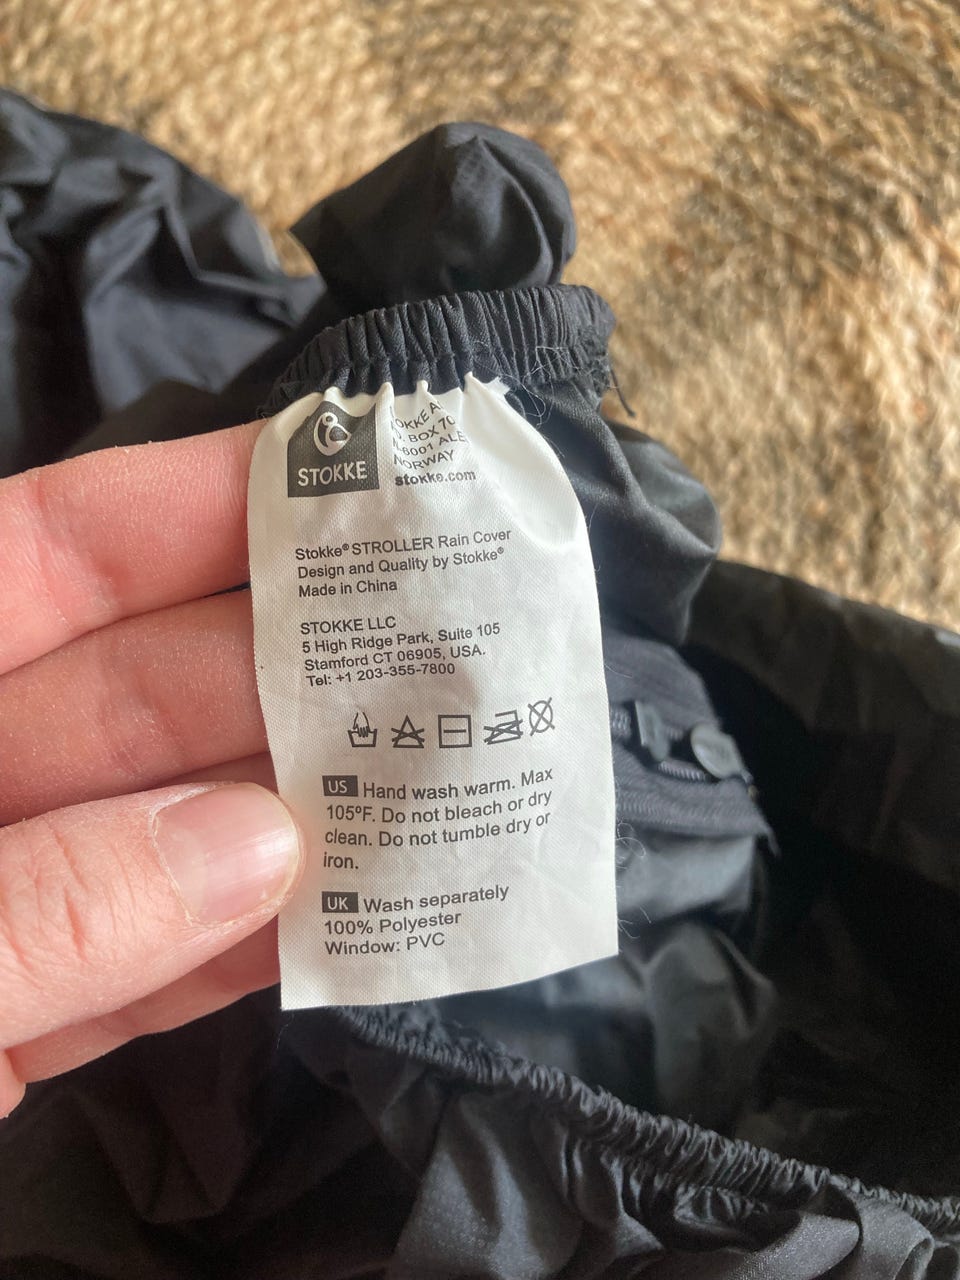 STOKKE
BOX 70
NORWAY
stokke.com
Stokke® STROLLER Rain Cover
Design and Quality by Stokke®
Made in China
STOKKE LLC
5 High Ridge Park, Suite 105
Stamford CT 06905, USA.
Tel: +1 203-355-7800
US Hand wash warm. Max
105ºF. Do not bleach or dry
clean. Do not tumble dry or
iron.
UK Wash separately
100% Polyester
Window: PVC